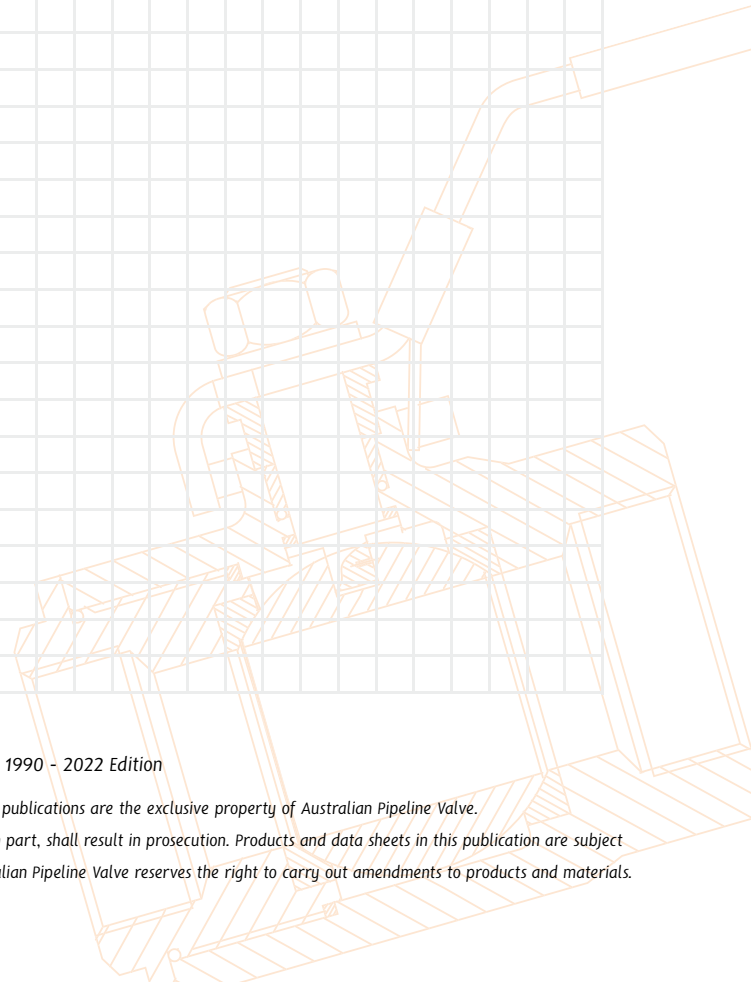 1990 - 2022 Edition
publications are the exclusive property of Australian Pipeline Valve.
part, shall result in prosecution. Products and data sheets in this publication are subject
Pipeline Valve reserves the right to carry out amendments to products and materials.